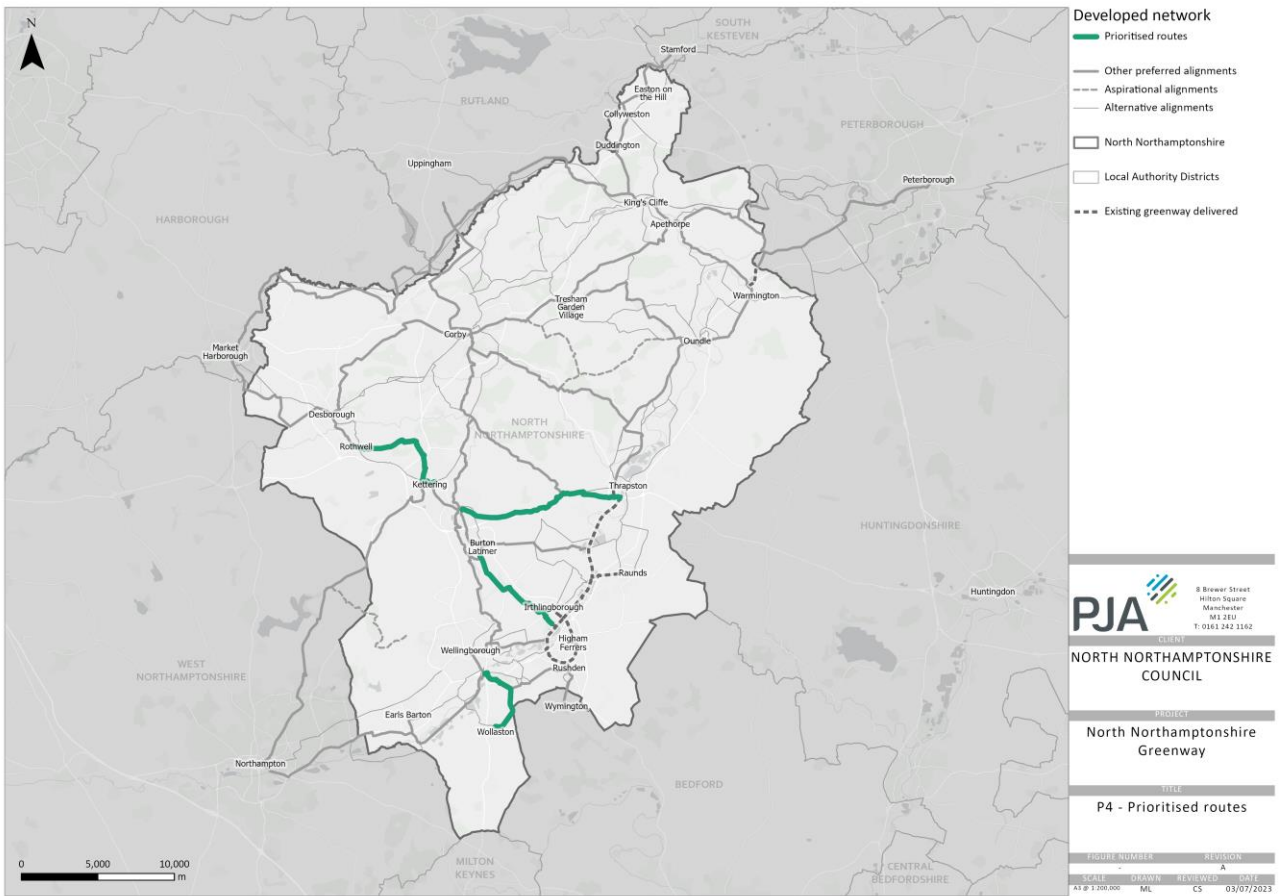 N
SOUTH
KESTEVEN
Stamford
Easton on
the Hill
RUTLAND
Collyweston
PETERBOROUGH
Duddington
Uppingham
Peterborough
King's Cliffe
HARBOROUGH
Apethorpe
Warmington
Tresham
Garden
Village
Corby
Oundle
Market
Harborough
Desborough
NORTH
NORTHAMPTONSHIRE
Rothwell
Kettering
Thrapston
HUNTINGDONSHIRE
Burton
Latimer
Raunds
Huntingdon
Irthlingborough
Higham
Ferrers
Wellingborough
WEST
NORTHAMPTONSHIRE
Rushden
Wymington
Earls Barton
Wollaston
Northampton
BEDFORD
MILTON
KEYNES
CENTRAL
BEDFORDSHIRE
0 5,000 10,000
m
Developed network
Prioritised routes
Other preferred alignments
Aspirational alignments
Alternative alignments
North Northamptonshire
Local Authority Districts
Existing greenway delivered
PJA
8 Brewer Street
Hilton Square
Manchester
M1 2EU
T: 0161 242 1162
CLIENT
NORTH NORTHAMPTONSHIRE
COUNCIL
PROJECT
North Northamptonshire
Greenway
TITLE
P4 - Prioritised routes
FIGURE NUMBER REVISION
- A
SCALE DRAWN REVIEWED DATE
A3 @ 1:200,000 ML CS 03/07/2023